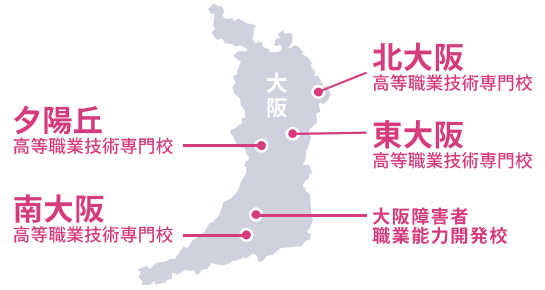 北大阪
高等職業技術専門校
大阪
夕陽丘
高等職業技術専門校
東大阪
高等職業技術専門校
南大阪
高等職業技術専門校
大阪障害者
職業能力開発校